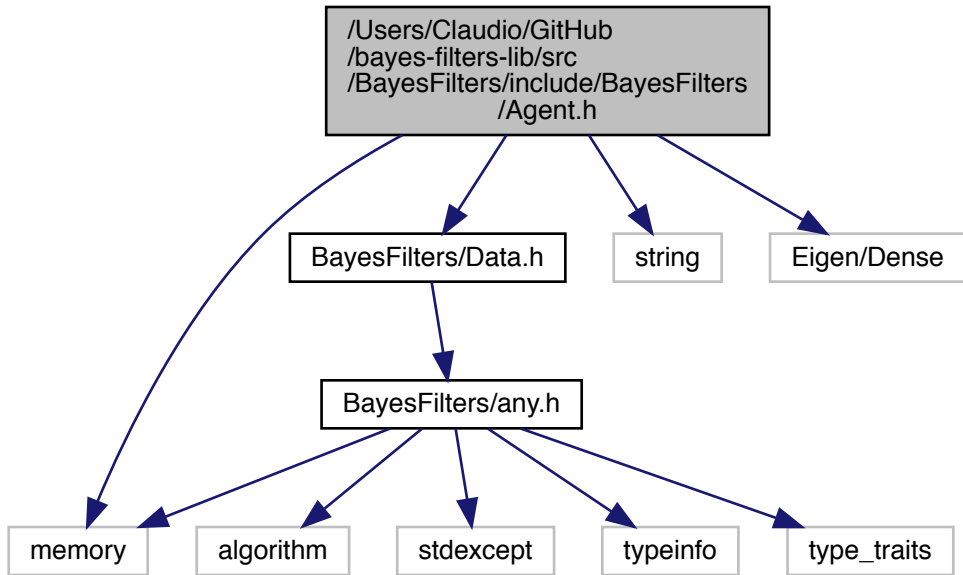 /Users/Claudio/GitHub
/bayes-filters-lib/src
/BayesFilters/include/BayesFilters
/Agent.h
BayesFilters/Data.h
string
Eigen/Dense
BayesFilters/any.h
memory
algorithm
stdexcept
typeinfo
type_traits